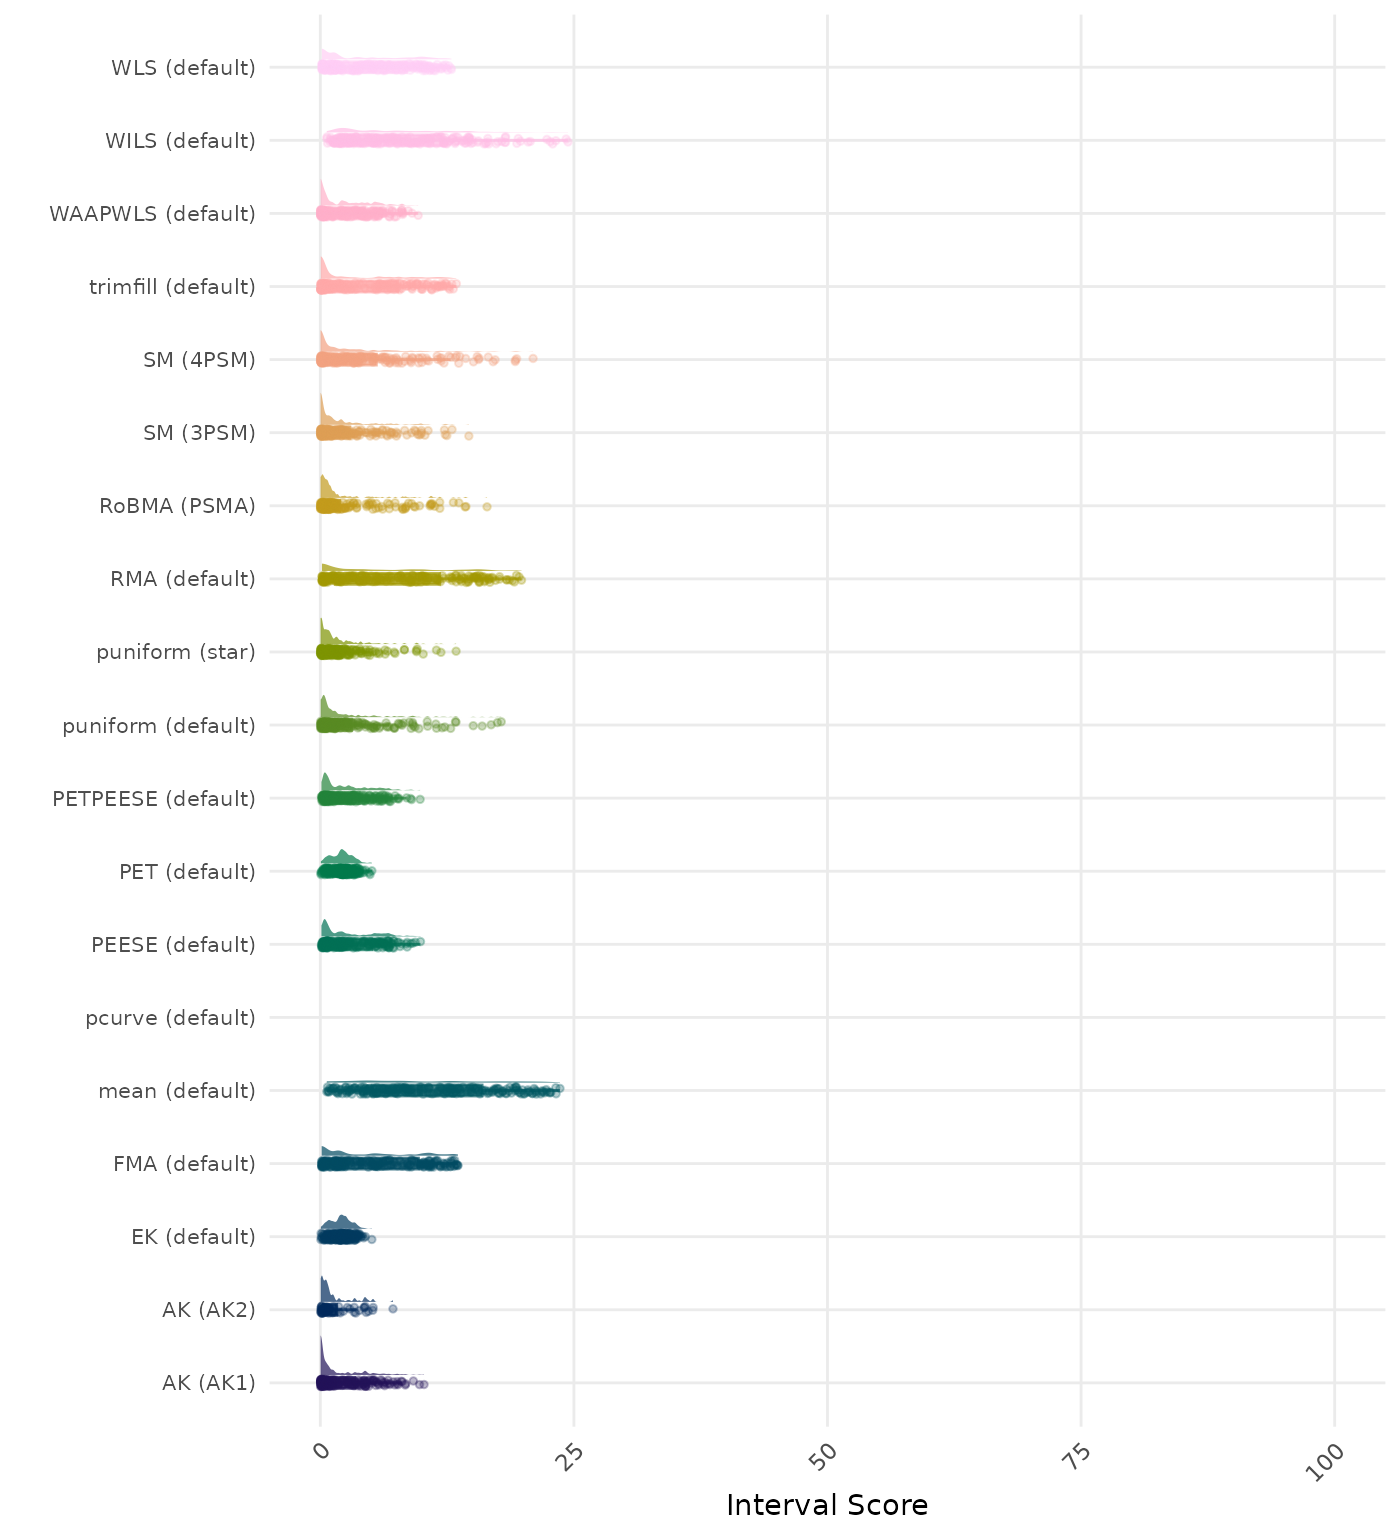 WLS (default)
WILS (default)
WAAPWLS (default)
trimfill (default)
SM (4PSM)
SM (3PSM)
RoBMA (PSMA)
RMA (default)
puniform (star)
puniform (default)
PETPEESE (default)
PET (default)
PEESE (default)
pcurve (default)
mean (default)
FMA (default)
EK (default)
AK (AK2)
AK (AK1)
0 25 50 75 100
Interval Score